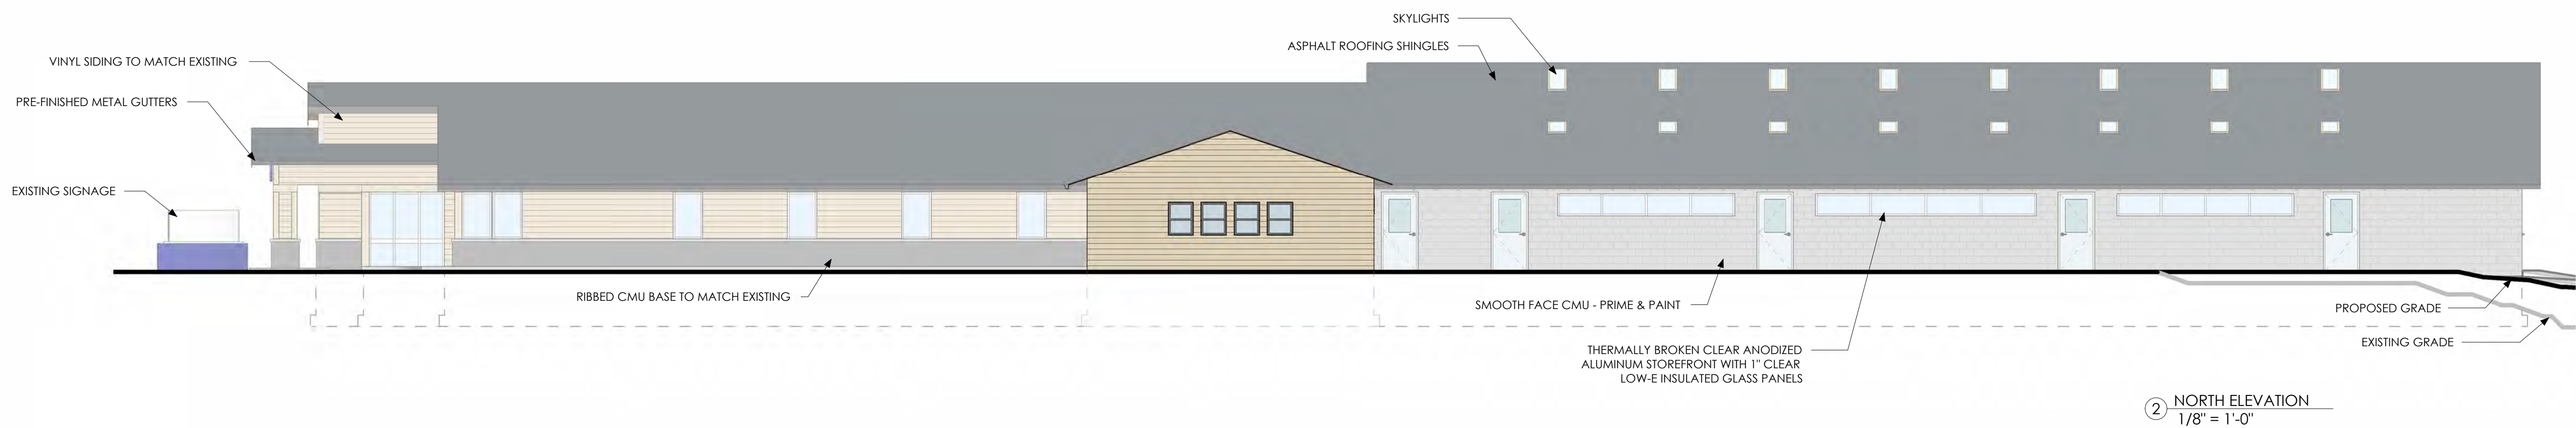 SKYLIGHTS
ASPHALT ROOFING SHINGLES
VINYL SIDING TO MATCH EXISTING
PRE-FINISHED METAL GUTTERS
EXISTING SIGNAGE
RIBBED CMU BASE TO MATCH EXISTING
SMOOTH FACE CMU - PRIME & PAINT
PROPOSED GRADE
EXISTING GRADE
THERMALLY BROKEN CLEAR ANODIZED
ALUMINUM STOREFRONT WITH 1" CLEAR
LOW-E INSULATED GLASS PANELS
2 NORTH ELEVATION
1/8" = 1'-0"